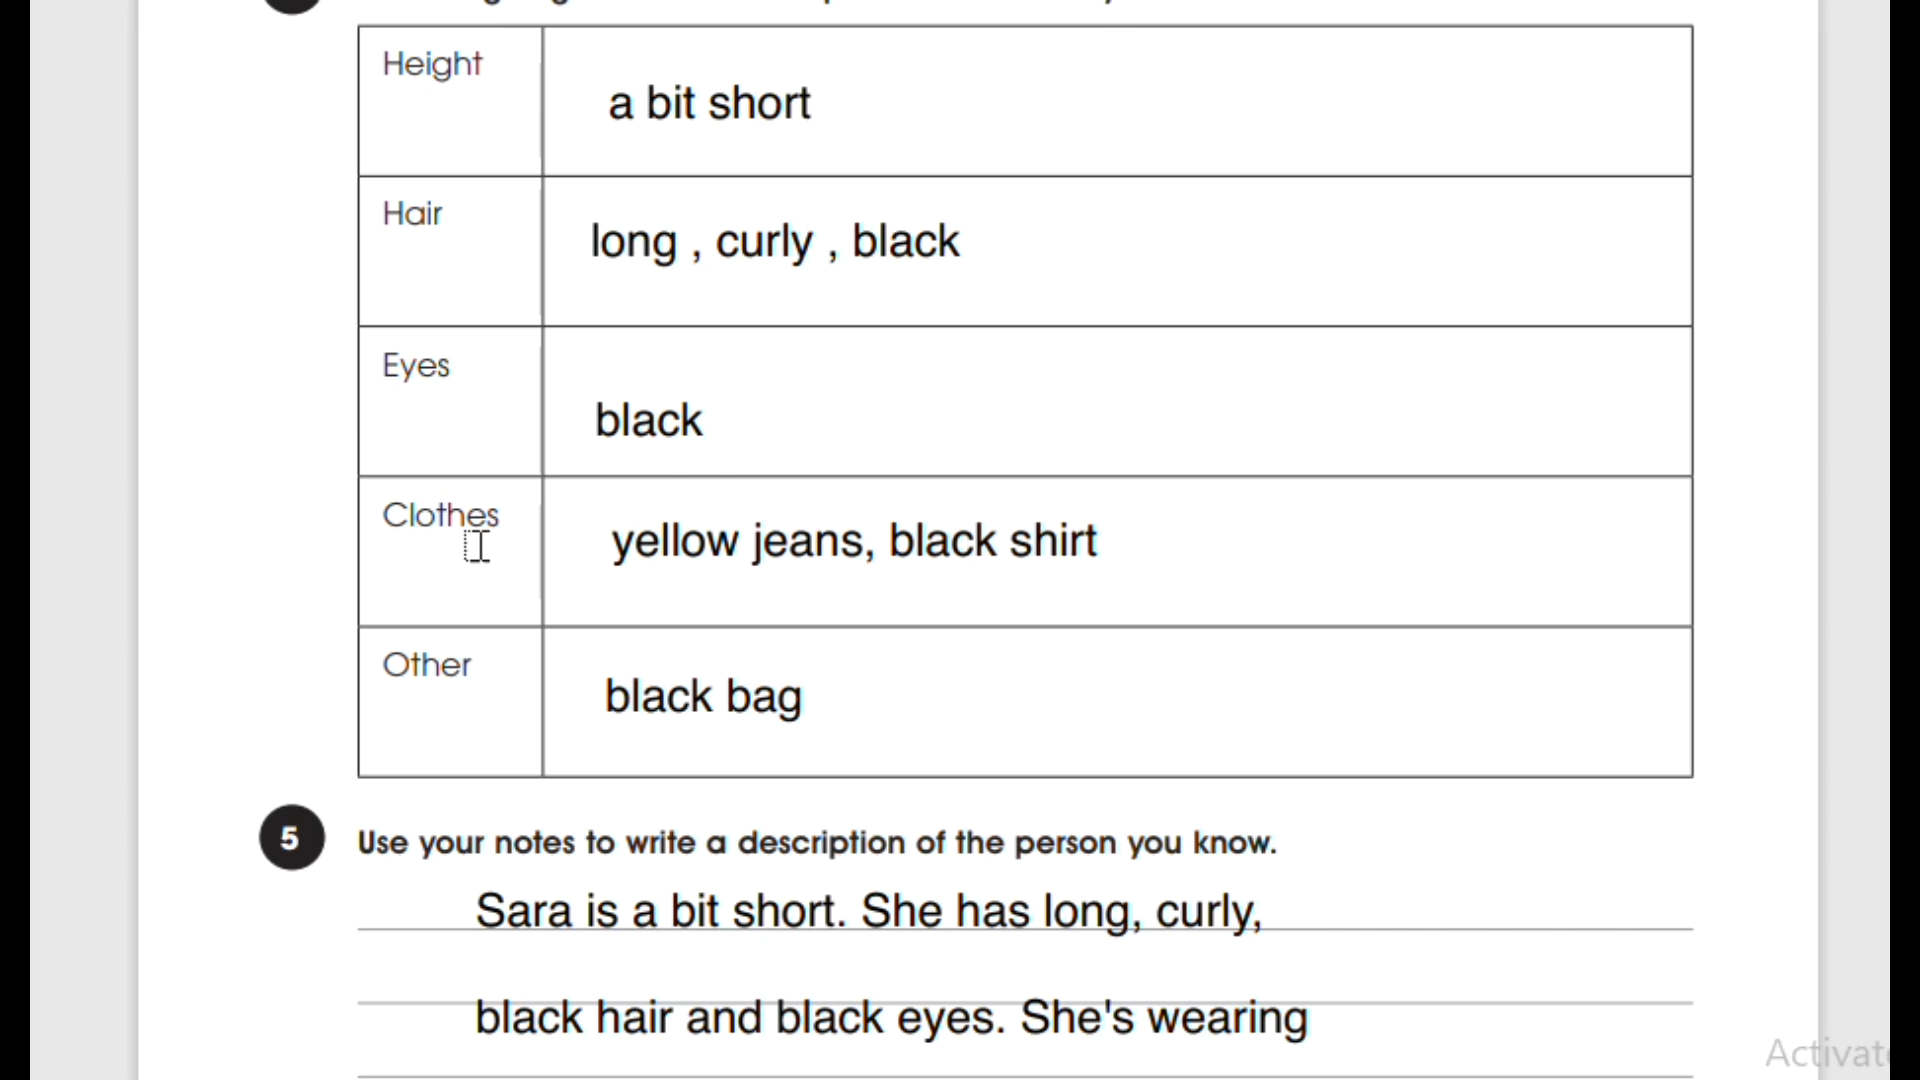 Height
a bit short
Hair
long , curly , black
Eyes
black
Clothes
yellow jeans, black shirt
Other
black bag
5 Use your notes to write a description of the person you know.
Sara is a bit short. She has long, curly,
black hair and black eyes. She's wearing